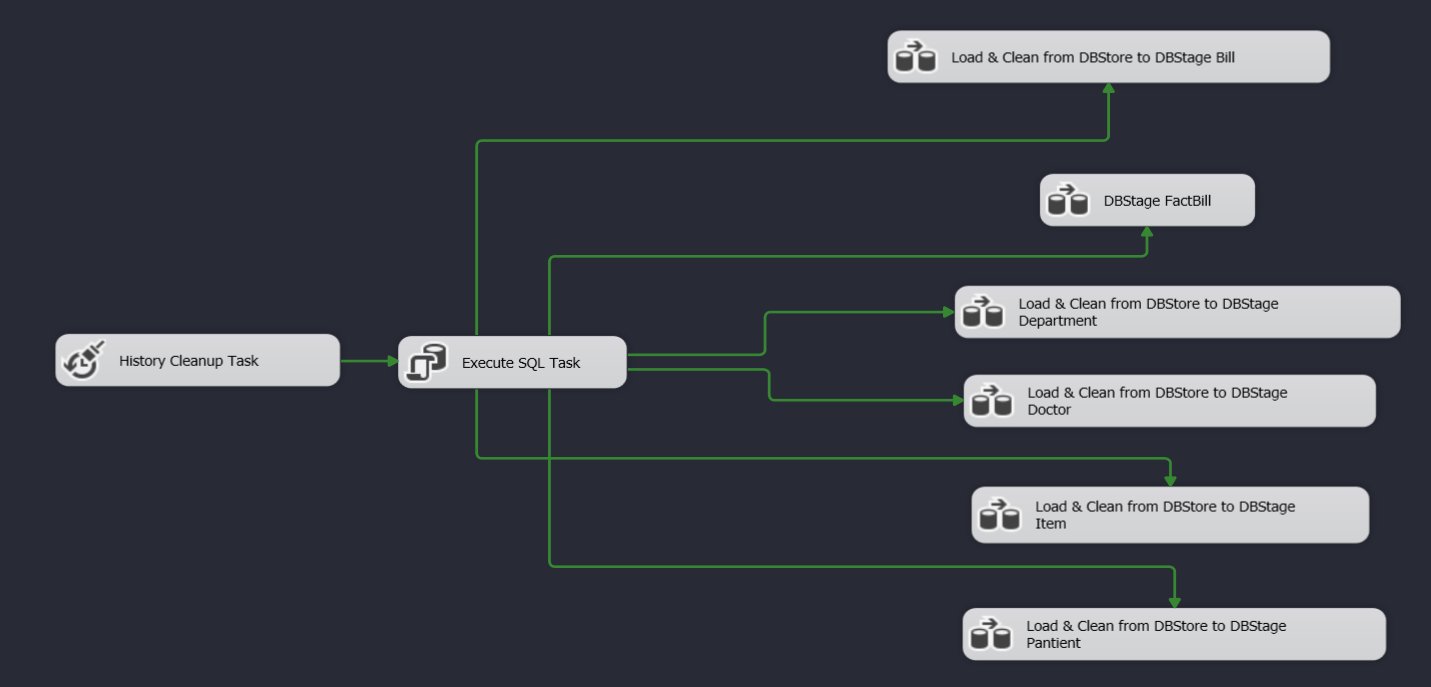 Load & Clean from DBStore to DBStage Bill
DBStage FactBill
Load & Clean from DBStore to DBStage
Department
History Cleanup Task
Execute SQL Task
Load & Clean from DBStore to DBStage
Doctor
Load & Clean from DBStore to DBStage
Item
Load & Clean from DBStore to DBStage
Pantient